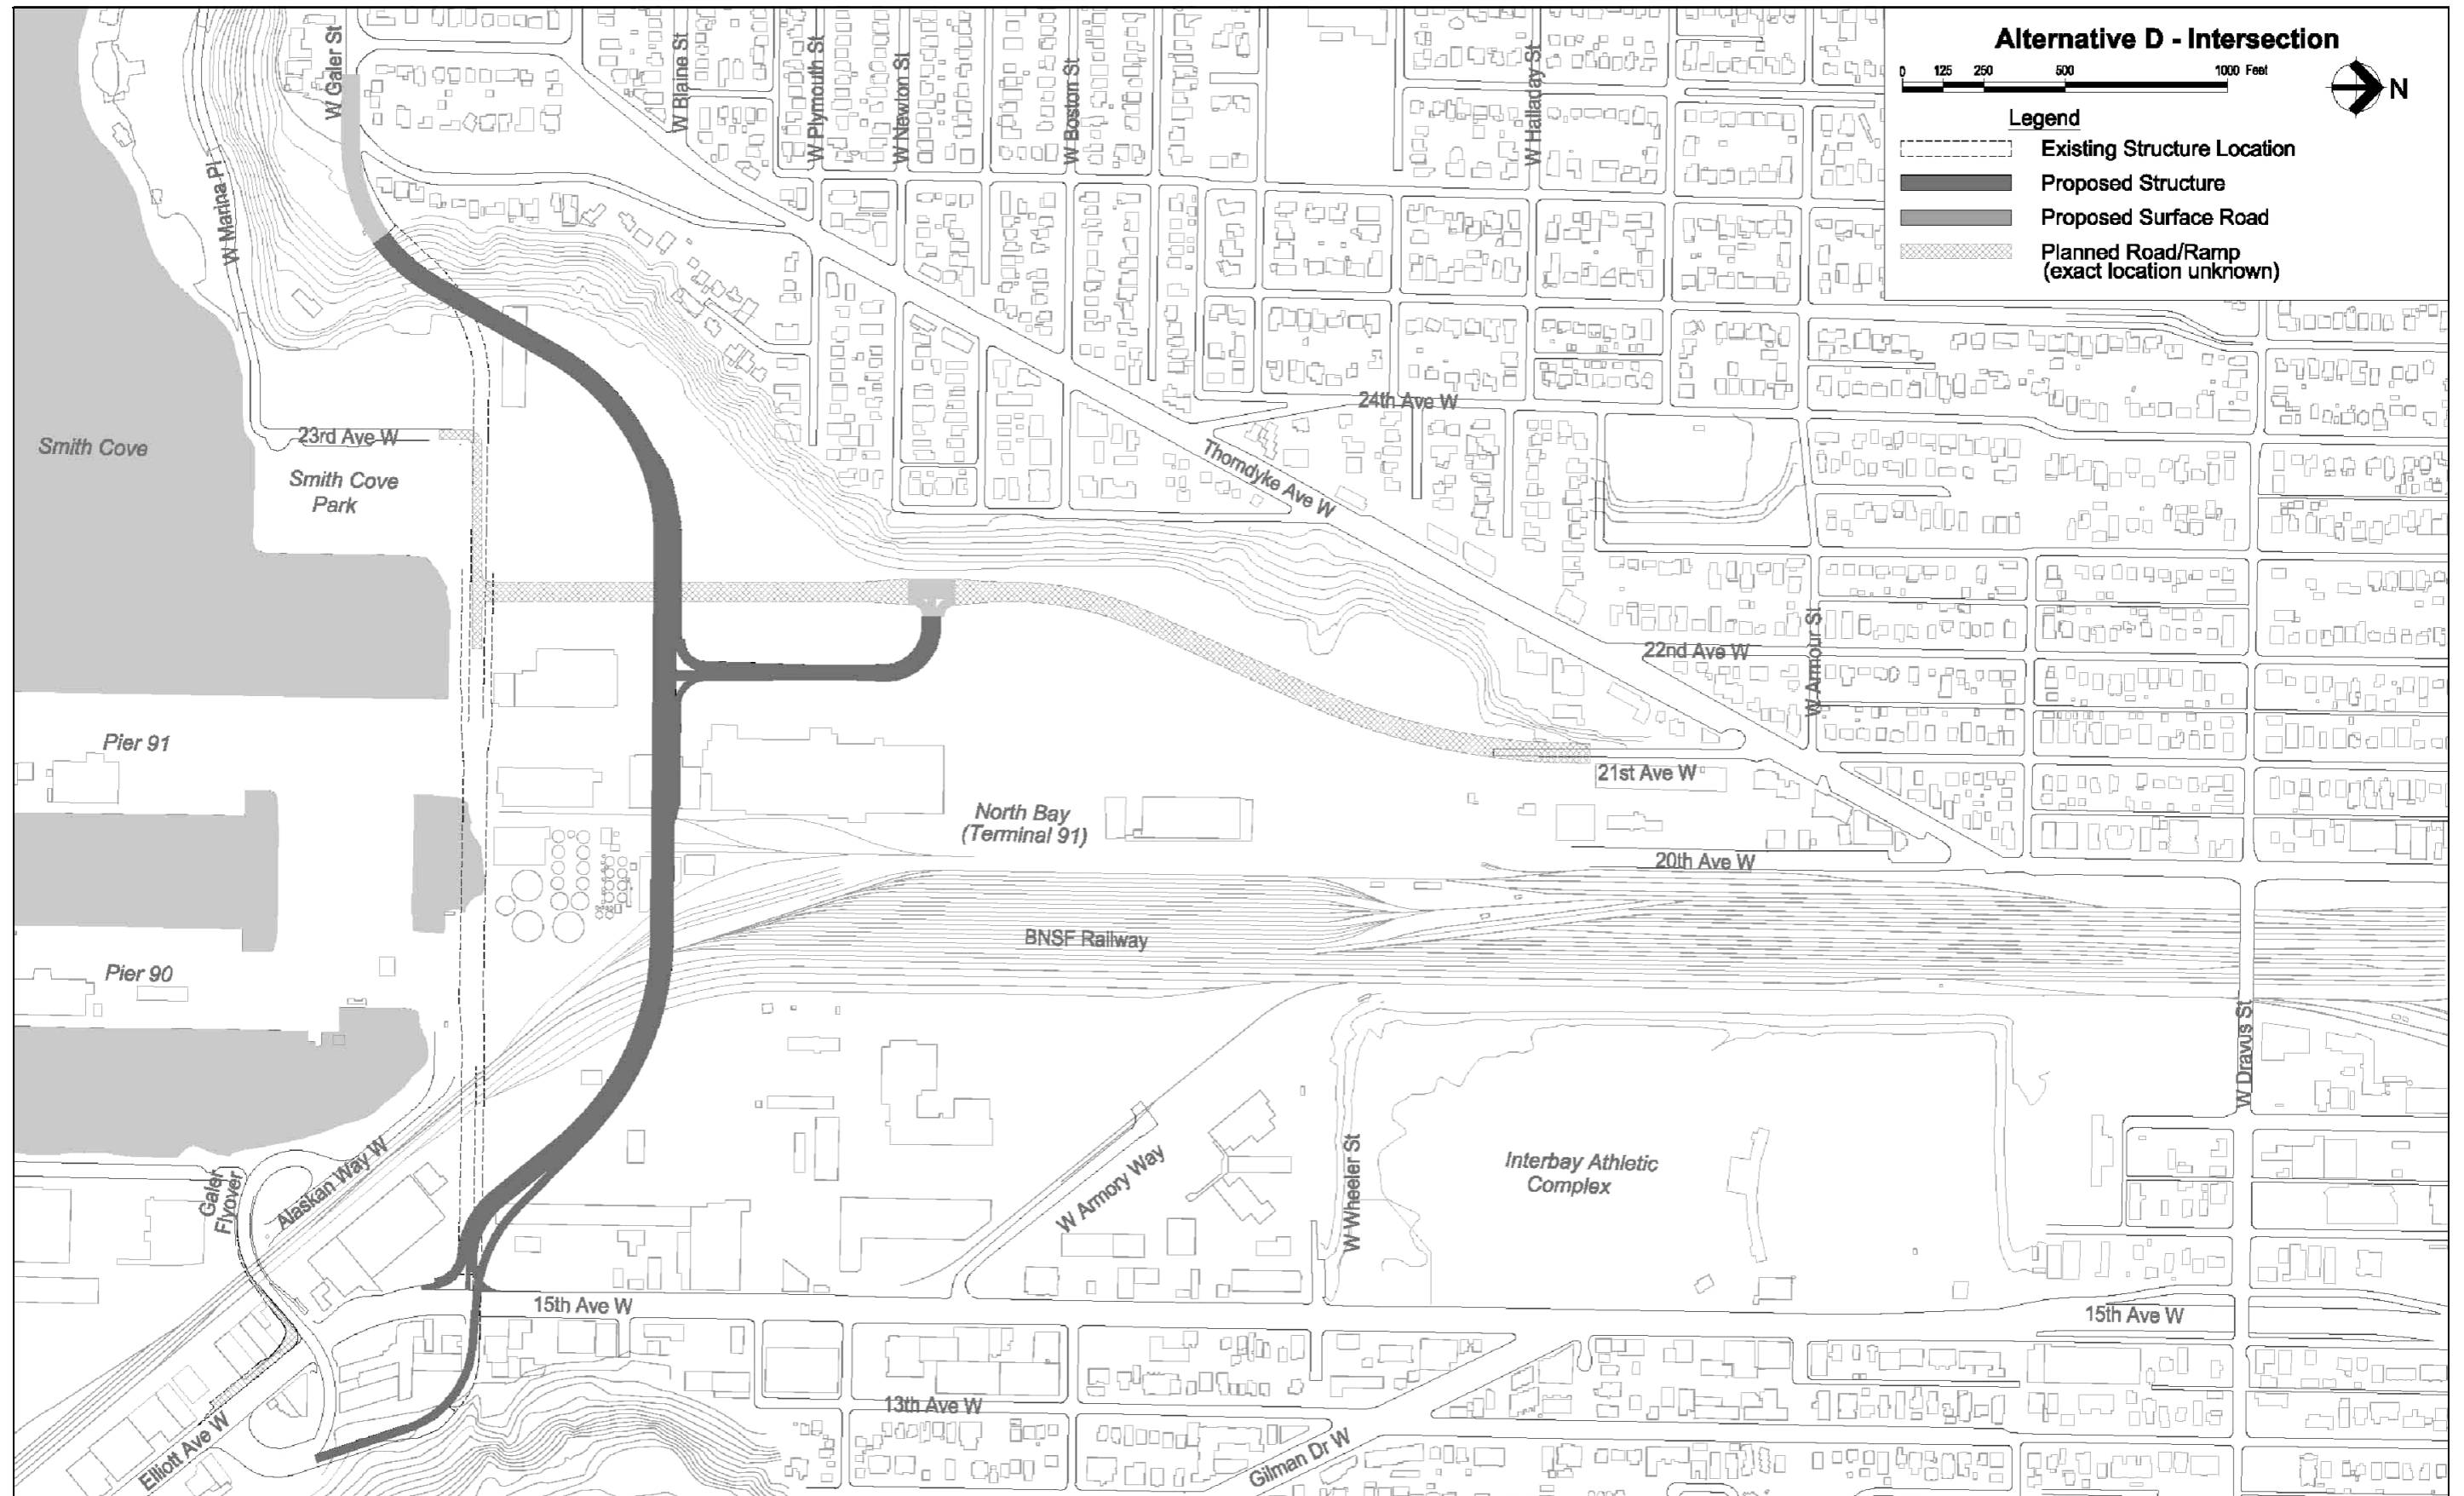 Alternative D - Intersection
0 125 250 500 1000 Feet
N
Legend
Existing Structure Location
Proposed Structure
Proposed Surface Road
Planned Road/Ramp
(exact location unknown)
W Galer St
W Blaine St
W Plymouth St
W Newton St
W Boston St
W Halladay St
W Marina Pl
24th Ave W
23rd Ave W
Smith Cove
Smith Cove
Park
Thorndyke Ave W
22nd Ave W
W Armour St
Pier 91
21st Ave W
North Bay
(Terminal 91)
20th Ave W
BNSF Railway
Pier 90
W Dravus St
Galer
Flyover
Alaskan Way W
W Armory Way
W Wheeler St
Interbay Athletic
Complex
15th Ave W
15th Ave W
13th Ave W
Elliott Ave W
Gilman Dr W